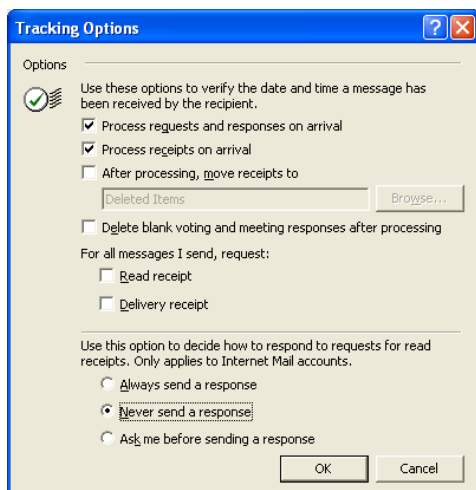 Tracking Options
Options
Use these options to verify the date and time a message has
been received by the recipient.
Process requests and responses on arrival
Process receipts on arrival
After processing, move receipts to
Deleted Items
Browse...
Delete blank voting and meeting responses after processing
For all messages I send, request:
Read receipt
Delivery receipt
Use this option to decide how to respond to requests for read
receipts. Only applies to Internet Mail accounts.
Always send a response
Never send a response
Ask me before sending a response
OK
Cancel